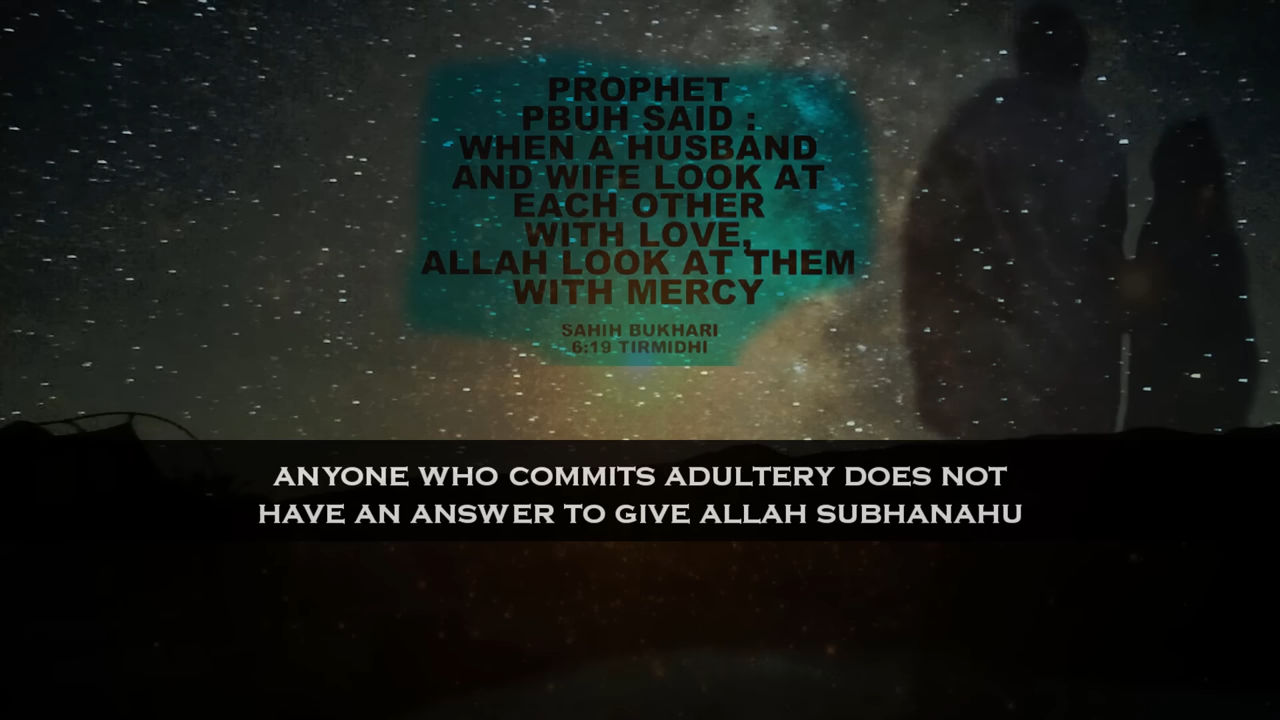 PROPHET
PBUH SAID :
WHEN A HUSBAND
AND WIFE LOOK AT
EACH OTHER
WITH LOVE,
ALLAH LOOK AT THEM
WITH MERCY
SAHIH BUKHARI
6:19 TIRMIDHI
ANYONE WHO COMMITS ADULTERY DOES NOT
HAVE AN ANSWER TO GIVE ALLAH SUBHANAHU